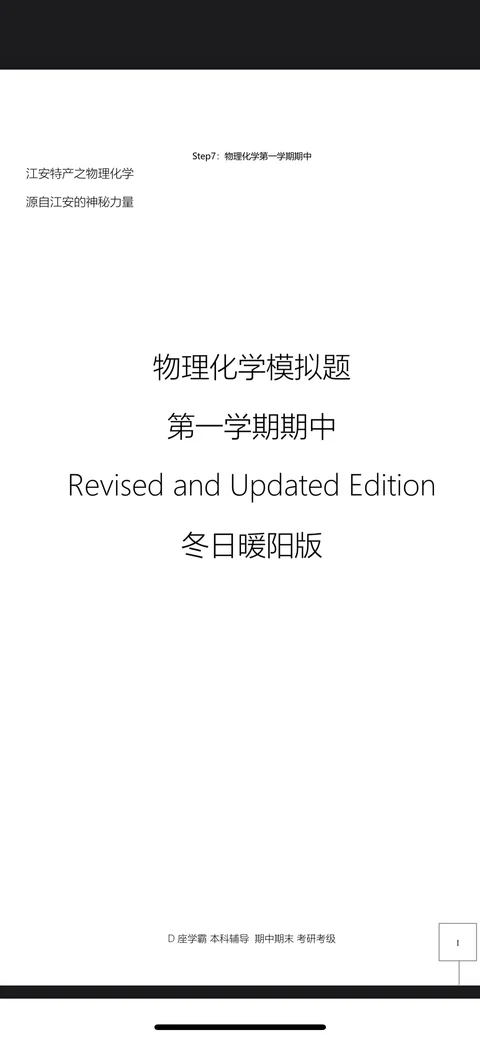 Step7：物理化学第一学期期中
江安特产之物理化学
源自江安的神秘力量
物理化学模拟题
第一学期期中
Revised and Updated Edition
冬日暖阳版
D 座学霸 本科辅导 期中期末 考研考级
I